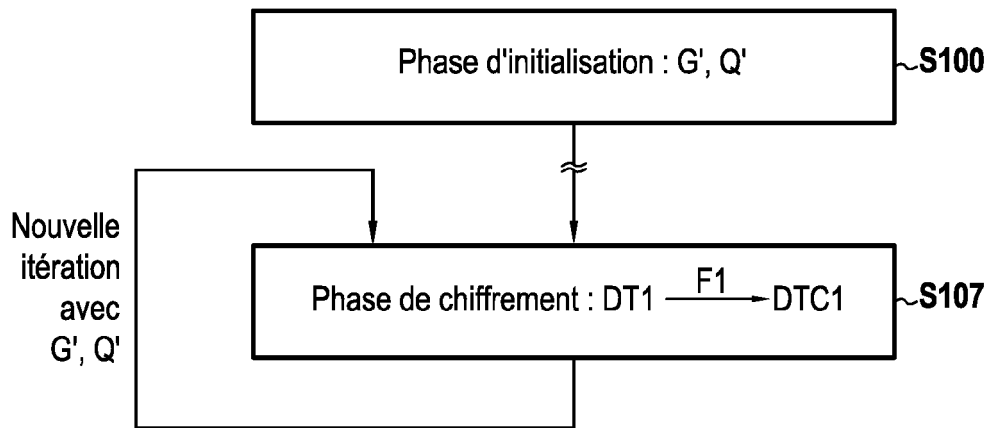 Phase d'initialisation : G', Q'
S100
Nouvelle
itération
avec
G', Q'
Phase de chiffrement : DT1 F1 DTC1
S107